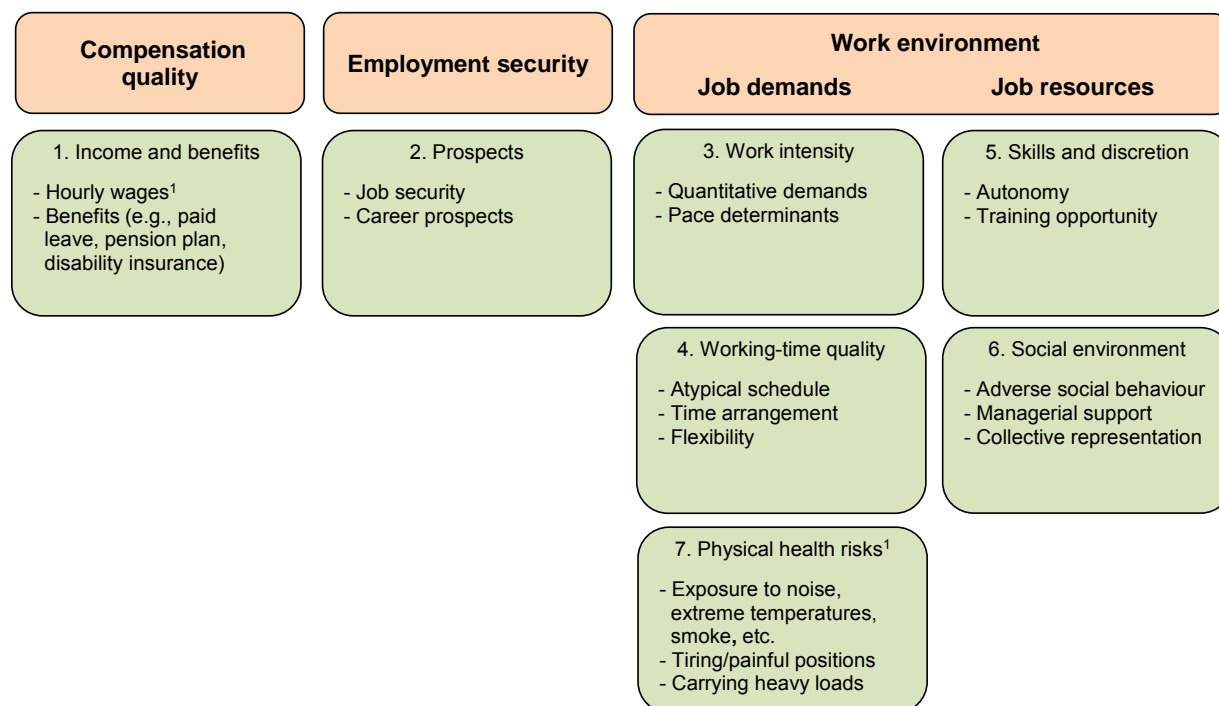 Compensation
quality
Employment security
Work environment
Job demands
Job resources
1. Income and benefits
- Hourly wages¹
- Benefits (e.g., paid
leave, pension plan,
disability insurance)
2. Prospects
- Job security
- Career prospects
3. Work intensity
- Quantitative demands
- Pace determinants
5. Skills and discretion
- Autonomy
- Training opportunity
4. Working-time quality
- Atypical schedule
- Time arrangement
- Flexibility
6. Social environment
- Adverse social behaviour
- Managerial support
- Collective representation
7. Physical health risks¹
- Exposure to noise,
extreme temperatures,
smoke, etc.
- Tiring/painful positions
- Carrying heavy loads